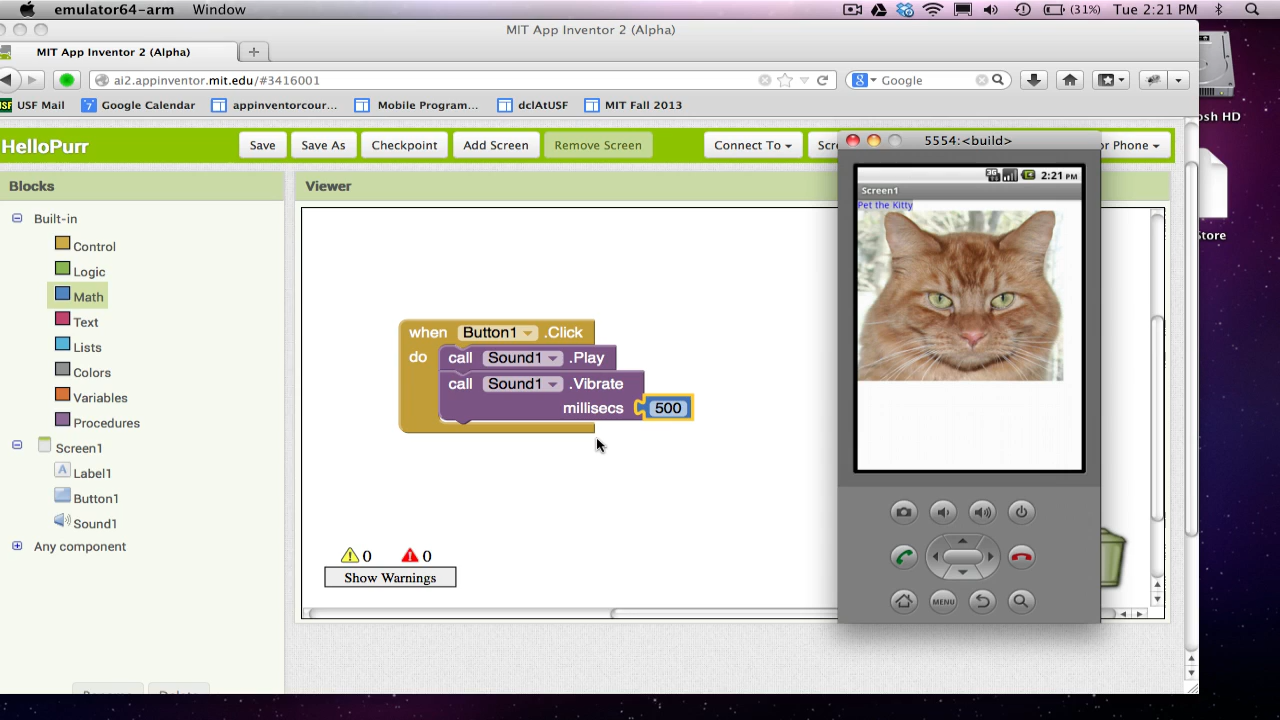 emulator64-arm Window (31%) Tue 2:21 PM
MIT App Inventor 2 (Alpha)
MIT App Inventor 2 (Alpha)
ai2.appinventor.mit.edu/#3416001 Google
USF Mail Google Calendar appinventorcour... Mobile Program... dclAtUSF MIT Fall 2013
osh HD
HelloPurr Save Save As Checkpoint Add Screen Remove Screen Connect To Scr or Phone
5554:<build>
2:21 PM
Screen1
Pet the Kitty
Blocks
Viewer
Store
Built-in
Control
Logic
Math
Text
Lists
Colors
Variables
Procedures
Screen1
Label1
Button1
Sound1
Any component
when Button1 .Click
do call Sound1 .Play
call Sound1 .Vibrate
millisecs 500
0 0
Show Warnings
MENU